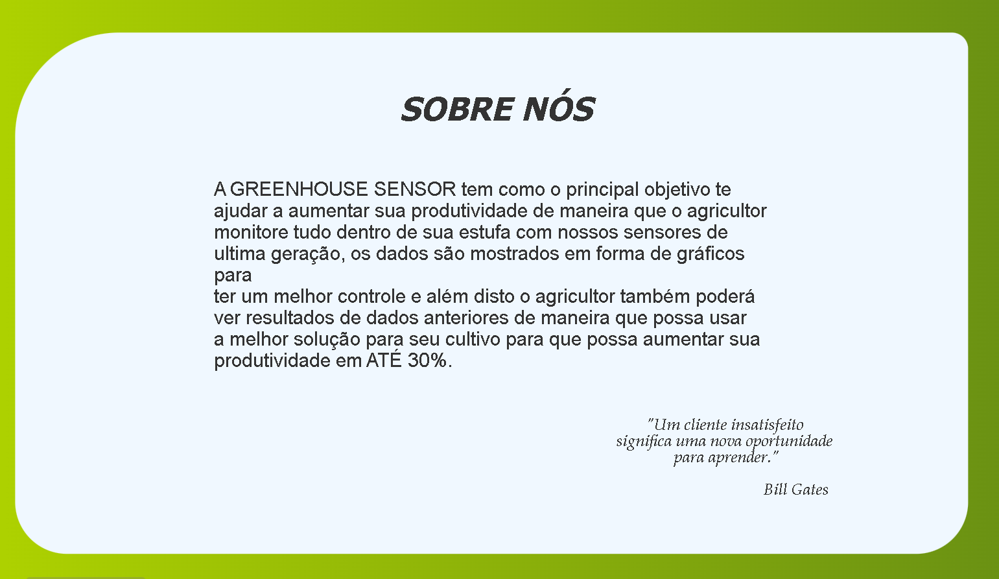 SOBRE NÓS
A GREENHOUSE SENSOR tem como o principal objetivo te
ajudar a aumentar sua produtividade de maneira que o agricultor
monitore tudo dentro de sua estufa com nossos sensores de
ultima geração, os dados são mostrados em forma de gráficos
para
ter um melhor controle e além disto o agricultor também poderá
ver resultados de dados anteriores de maneira que possa usar
a melhor solução para seu cultivo para que possa aumentar sua
produtividade em ATÉ 30%.
"Um cliente insatisfeito
significa uma nova oportunidade
para aprender."
Bill Gates